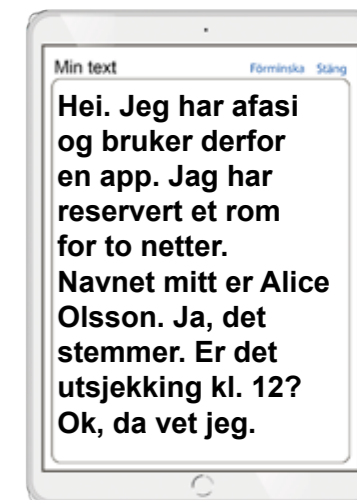 Min text Förminska Stäng
Hei. Jeg har afasi
og bruker derfor
en app. Jag har
reservert et rom
for to netter.
Navnet mitt er Alice
Olsson. Ja, det
stemmer. Er det
utsjekking kl. 12?
Ok, da vet jeg.